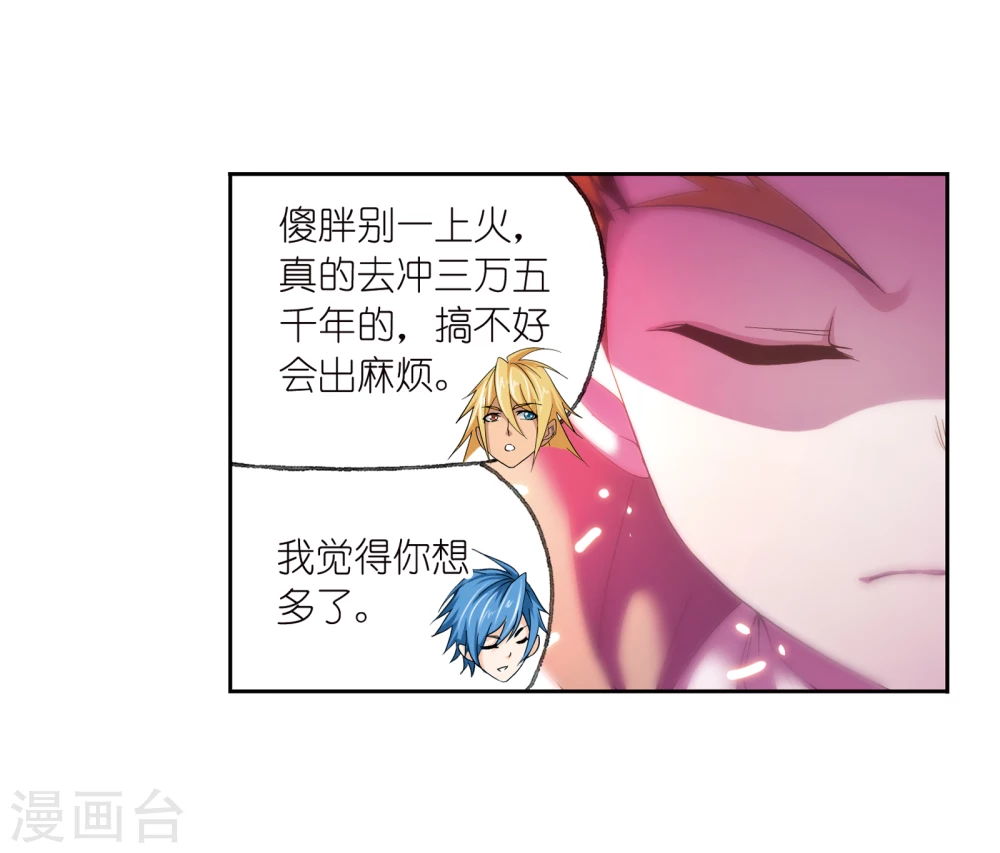 傻胖别一上火，
真的去冲三万五
千年的，搞不好
会出麻烦。
我觉得你想
多了。
漫画台